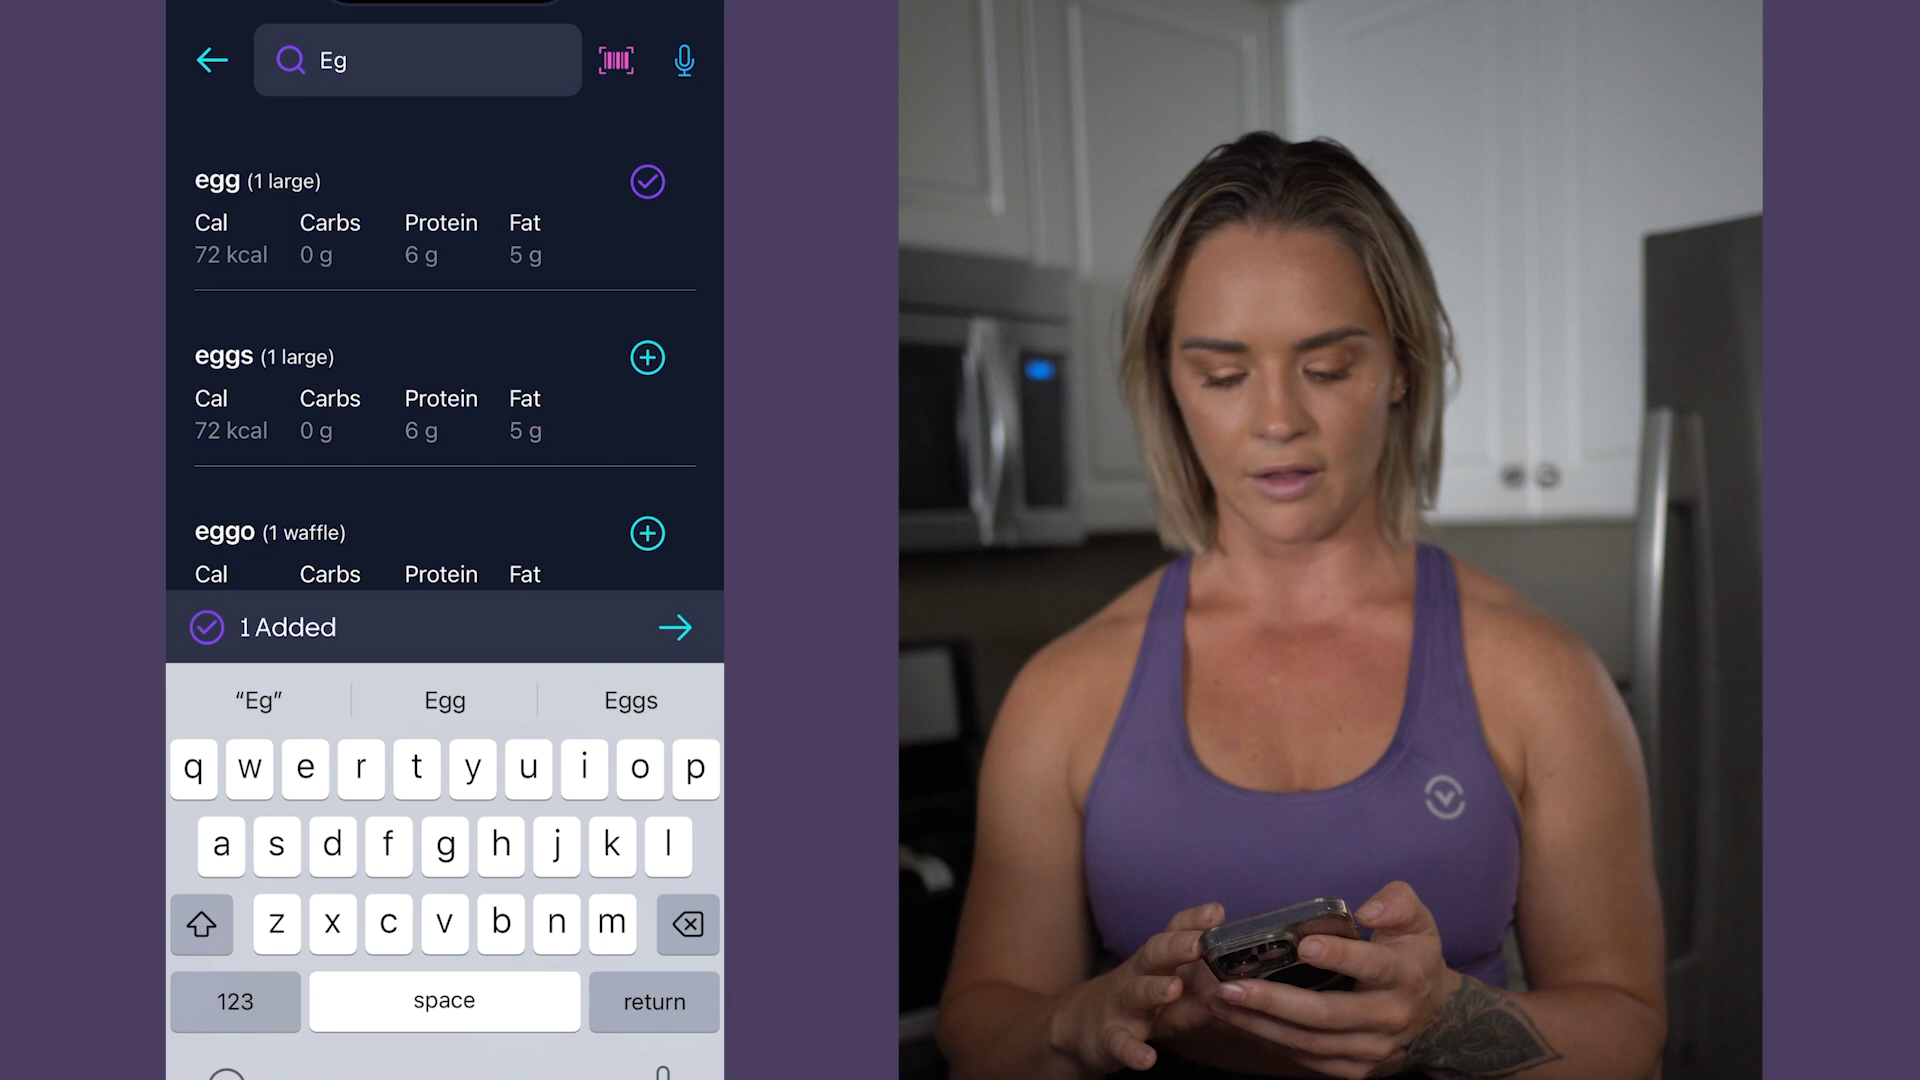 Eg
egg (1 large)
Cal Carbs Protein Fat
72 kcal 0 g 6 g 5 g
eggs (1 large)
Cal Carbs Protein Fat
72 kcal 0 g 6 g 5 g
eggo (1 waffle)
Cal Carbs Protein Fat
1 Added
“Eg” Egg Eggs
q w e r t y u i o p
a s d f g h j k l
z x c v b n m
123 space return